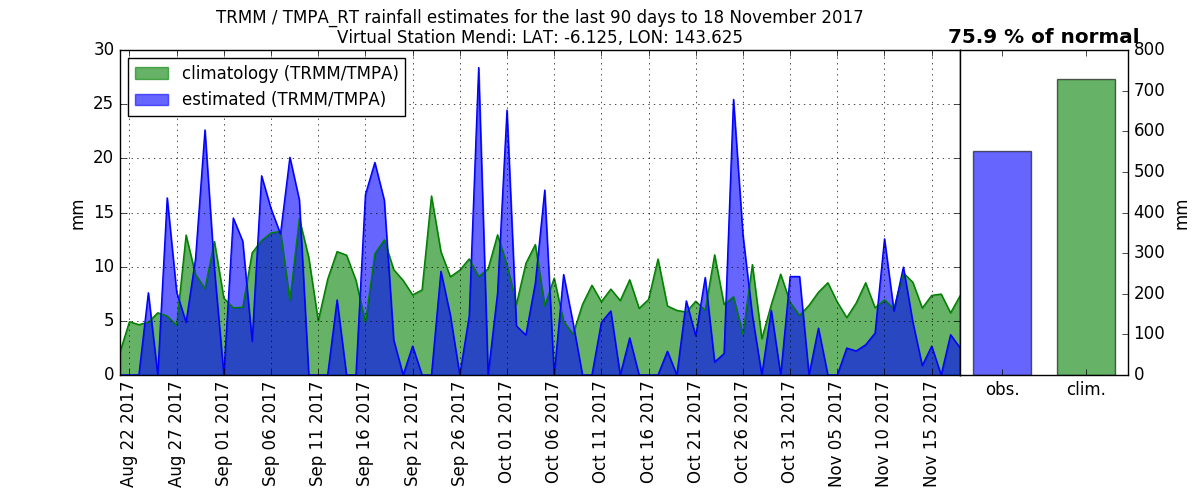 TRMM / TMPA_RT rainfall estimates for the last 90 days to 18 November 2017
Virtual Station Mendi: LAT: -6.125, LON: 143.625
75.9 % of normal
climatology (TRMM/TMPA)
estimated (TRMM/TMPA)
30
25
20
15
10
5
0
mm
800
700
600
500
400
300
200
100
0
mm
obs.
clim.
Aug 22 2017
Aug 27 2017
Sep 01 2017
Sep 06 2017
Sep 11 2017
Sep 16 2017
Sep 21 2017
Sep 26 2017
Oct 01 2017
Oct 06 2017
Oct 11 2017
Oct 16 2017
Oct 21 2017
Oct 26 2017
Oct 31 2017
Nov 05 2017
Nov 10 2017
Nov 15 2017